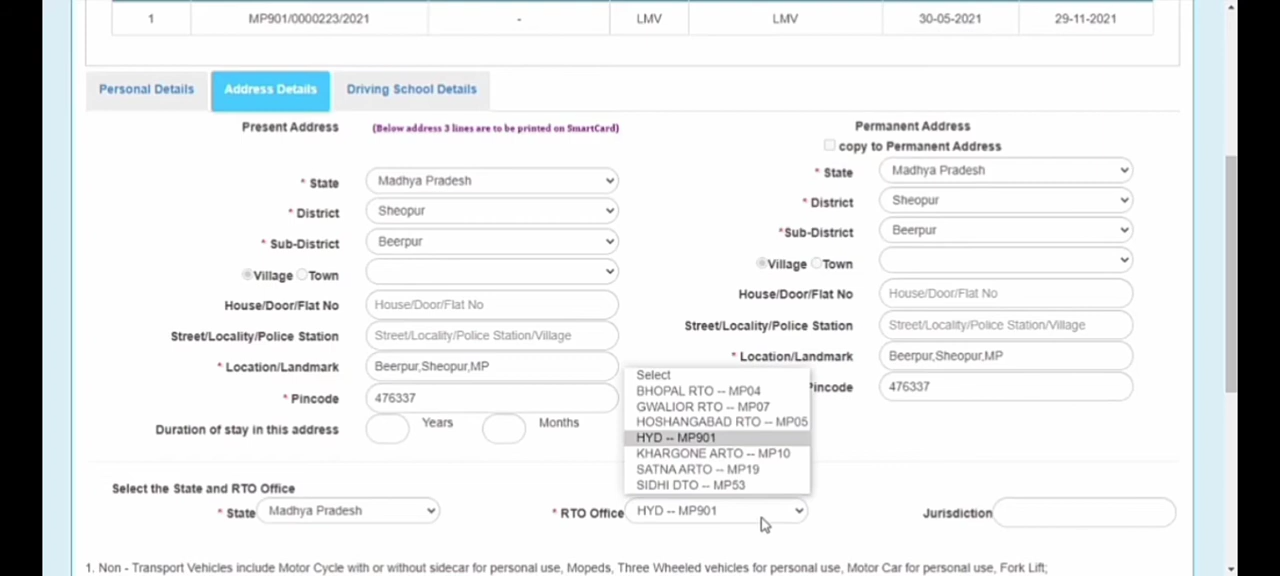 1 MP901/0000223/2021 - LMV LMV 30-05-2021 29-11-2021
Personal Details Address Details Driving School Details
Present Address (Below address 3 lines are to be printed on SmartCard)
Permanent Address
copy to Permanent Address
* State Madhya Pradesh
* District Sheopur
* Sub-District Beerpur
Village Town
House/Door/Flat No House/Door/Flat No
Street/Locality/Police Station Street/Locality/Police Station/Village
* Location/Landmark Beerpur,Sheopur,MP
* Pincode 476337
Duration of stay in this address Years Months
* State Madhya Pradesh
* District Sheopur
*Sub-District Beerpur
Village Town
House/Door/Flat No House/Door/Flat No
Street/Locality/Police Station Street/Locality/Police Station/Village
* Location/Landmark Beerpur,Sheopur,MP
Pincode 476337
Select
BHOPAL RTO -- MP04
GWALIOR RTO -- MP07
HOSHANGABAD RTO -- MP05
HYD -- MP901
KHARGONE ARTO -- MP10
SATNA ARTO -- MP19
SIDHI DTO -- MP53
Select the State and RTO Office
* State Madhya Pradesh * RTO Office HYD -- MP901 Jurisdiction
1. Non - Transport Vehicles include Motor Cycle with or without sidecar for personal use, Mopeds, Three Wheeled vehicles for personal use, Motor Car for personal use, Fork Lift;